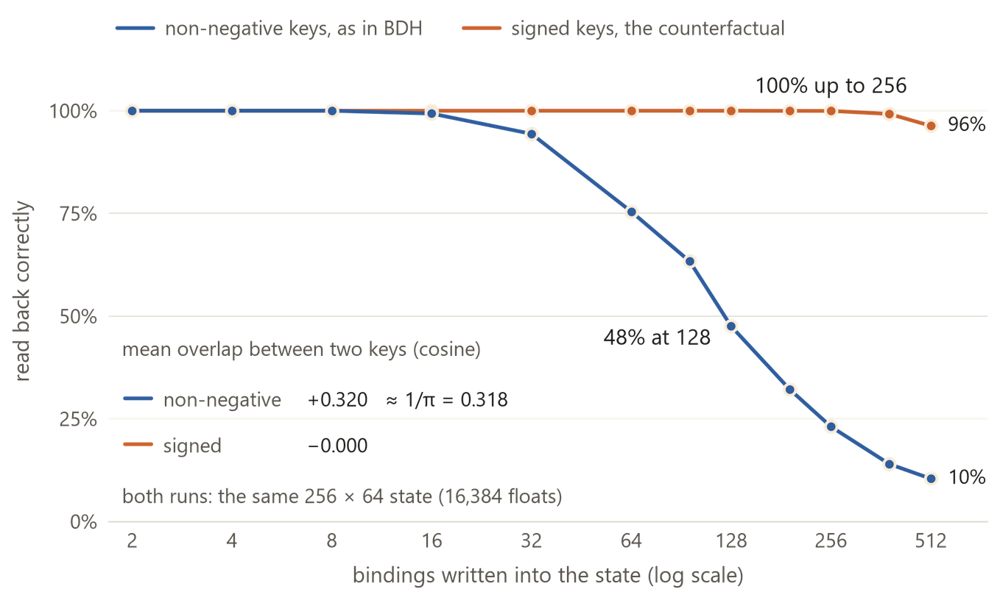 non-negative keys, as in BDH    signed keys, the counterfactual
100% up to 256
100%
96%
75%
read back correctly
50%
48% at 128
mean overlap between two keys (cosine)
non-negative    +0.320    ≈ 1/π = 0.318
25%
signed    −0.000
10%
both runs: the same 256 × 64 state (16,384 floats)
0%
2    4    8    16    32    64    128    256    512
bindings written into the state (log scale)